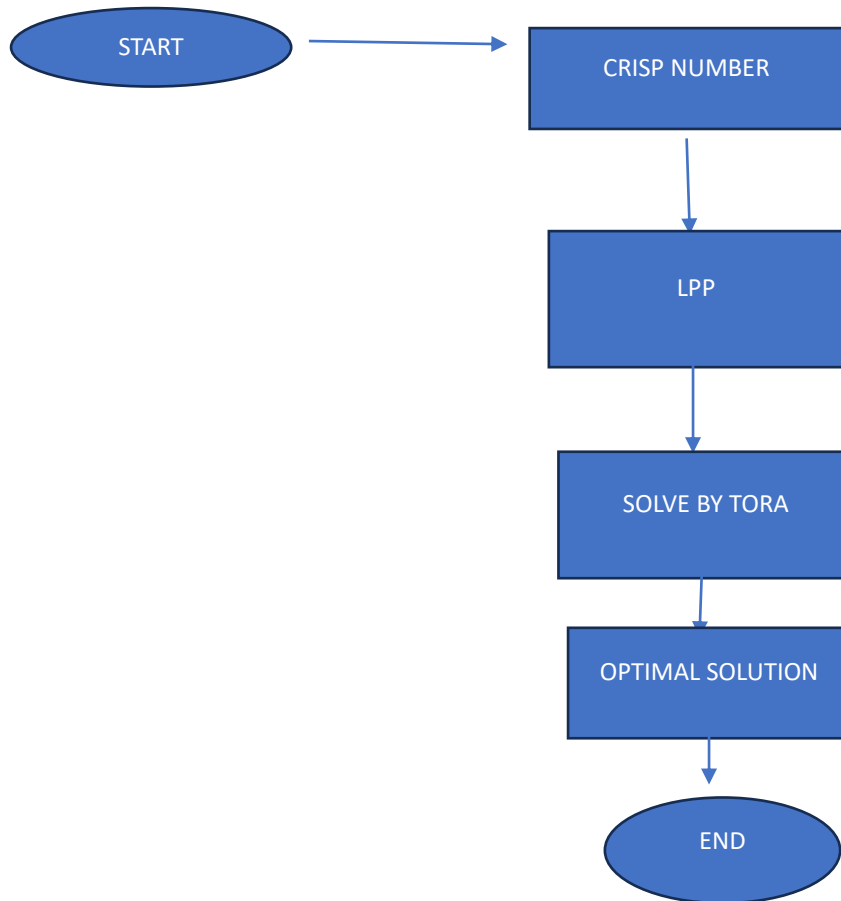 START
CRISP NUMBER
LPP
SOLVE BY TORA
OPTIMAL SOLUTION
END